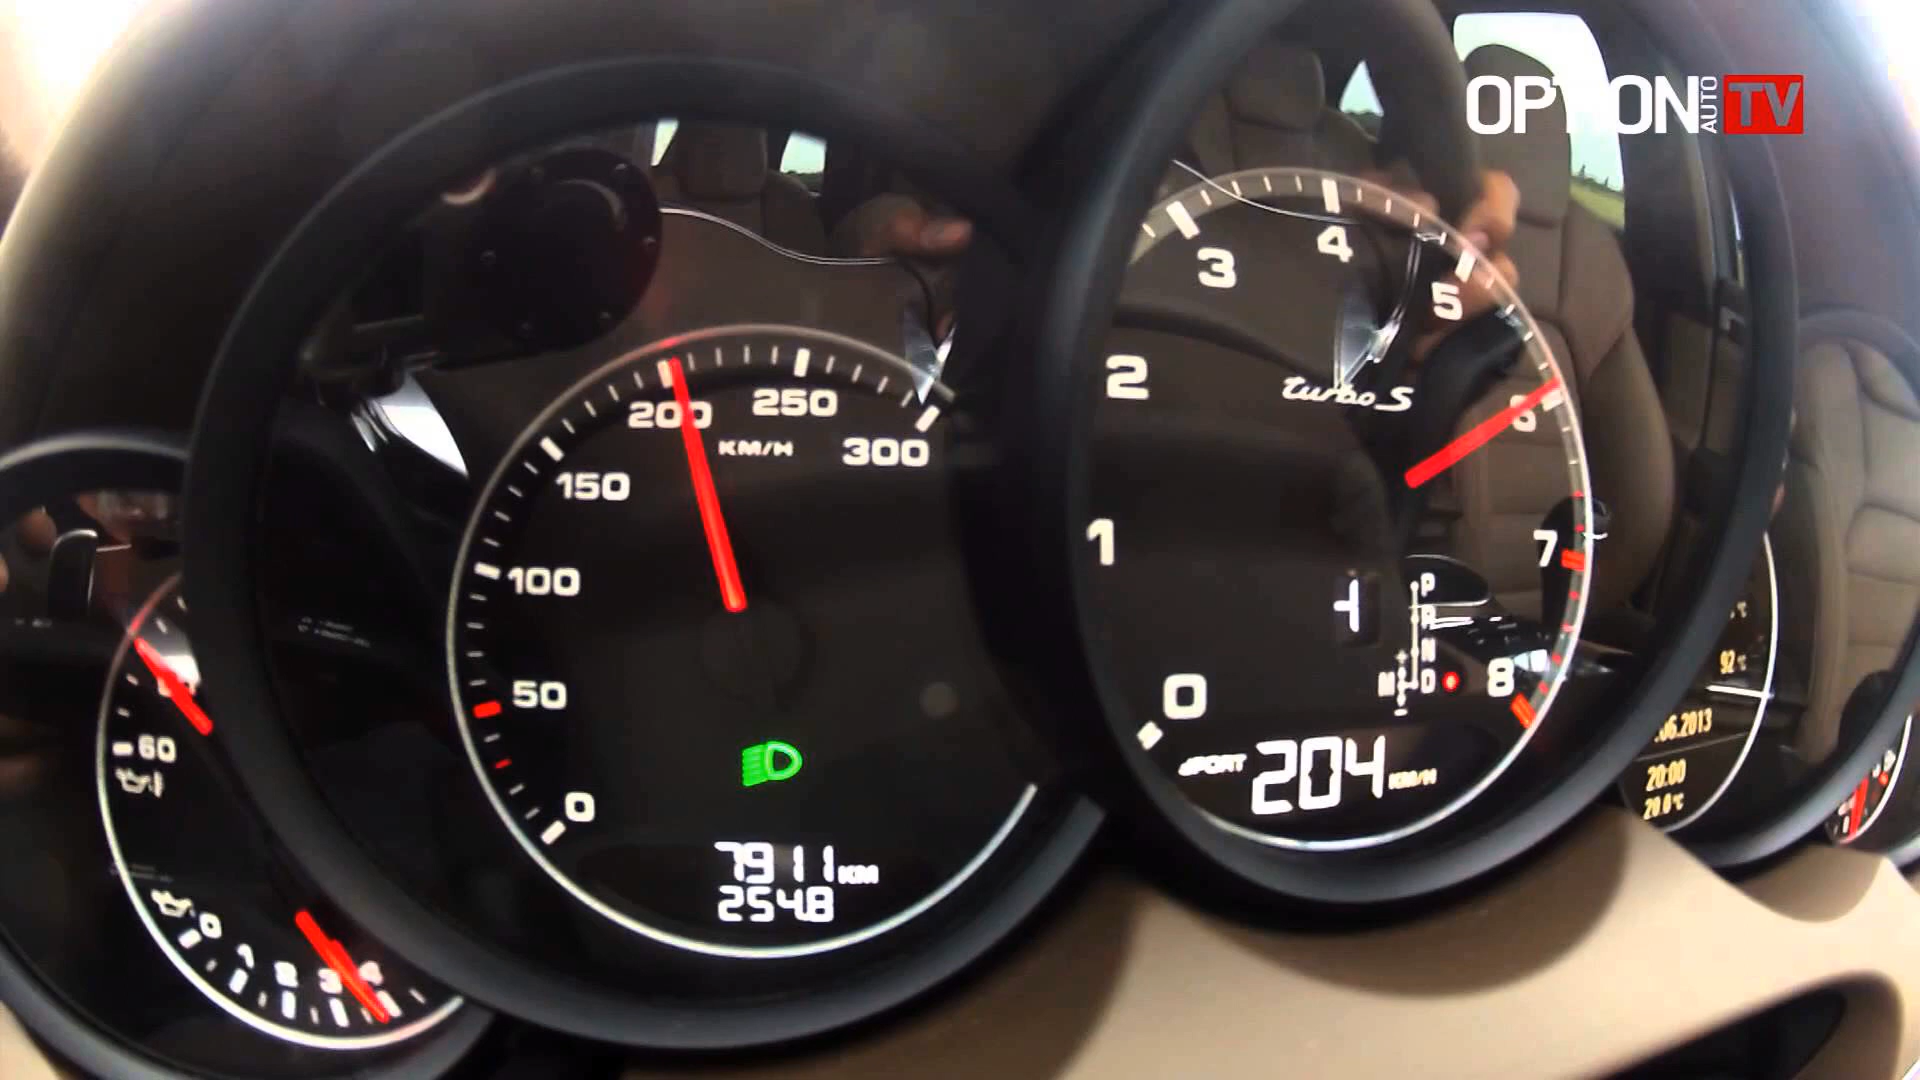 OPTION AUTO TV
0
50
100
150
200
250
300
KM/H
7911 KM
254.8
0
1
2
3
4
5
6
7
8
turbo S
P
R
N
D
M
+
-
SPORT 204 KM/H
60
0 1 2 3 4
92 °C
.06.2013
20:00
20.0 °C